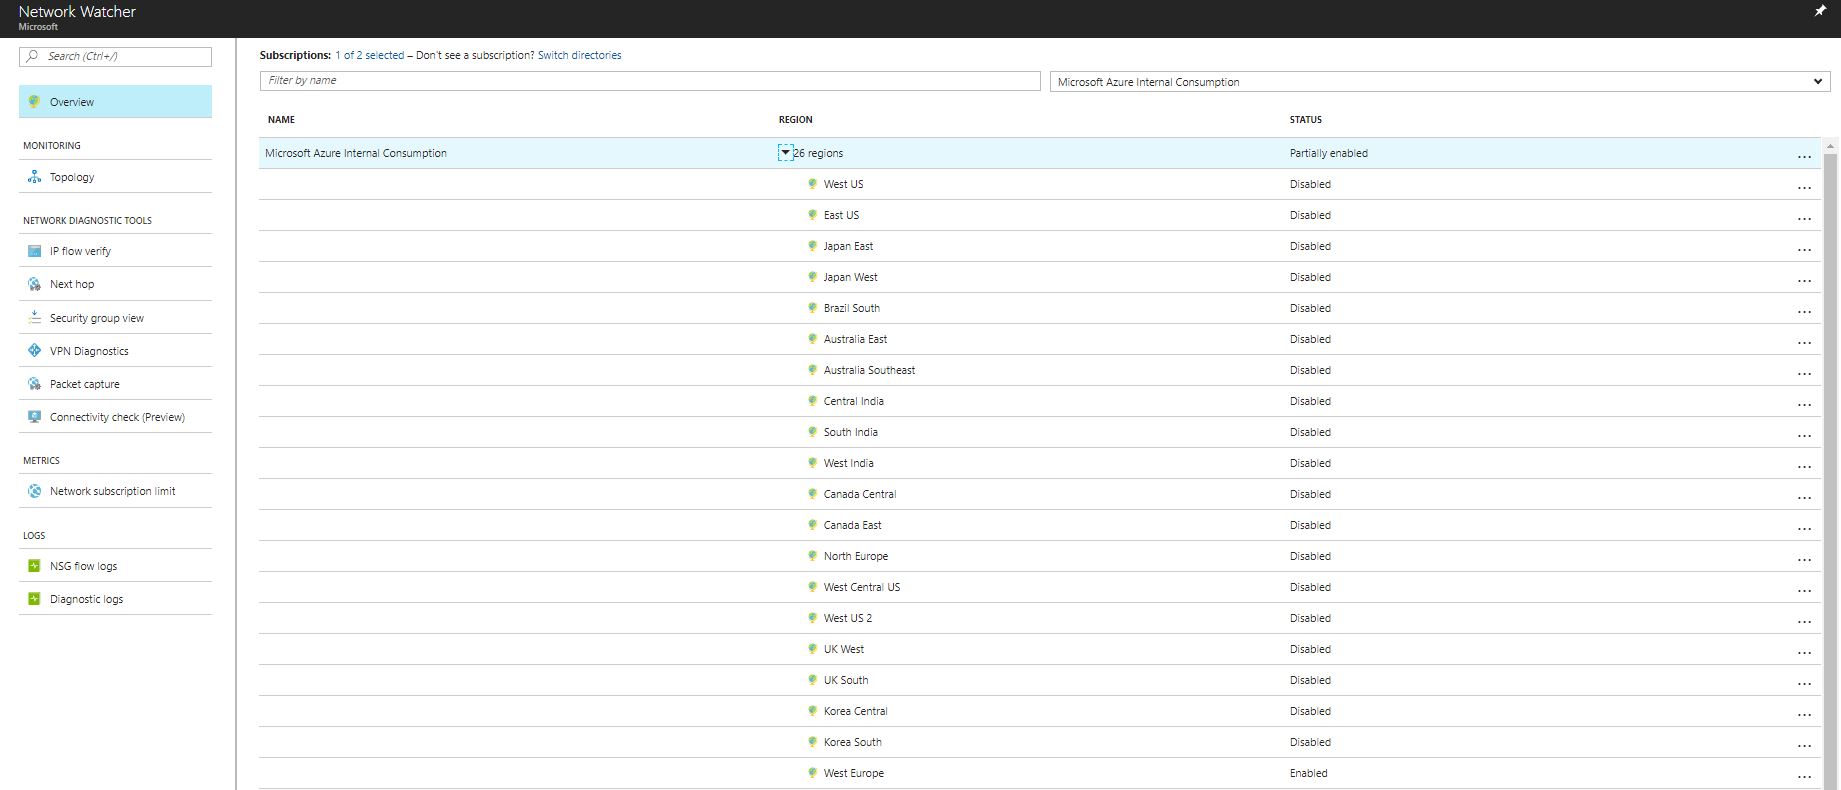 Network Watcher
Microsoft
Search (Ctrl+/)
Overview
MONITORING
Topology
NETWORK DIAGNOSTIC TOOLS
IP flow verify
Next hop
Security group view
VPN Diagnostics
Packet capture
Connectivity check (Preview)
METRICS
Network subscription limit
LOGS
NSG flow logs
Diagnostic logs
Subscriptions: 1 of 2 selected – Don't see a subscription? Switch directories
Filter by name
Microsoft Azure Internal Consumption
NAME REGION STATUS
Microsoft Azure Internal Consumption 26 regions Partially enabled ...
West US Disabled ...
East US Disabled ...
Japan East Disabled ...
Japan West Disabled ...
Brazil South Disabled ...
Australia East Disabled ...
Australia Southeast Disabled ...
Central India Disabled ...
South India Disabled ...
West India Disabled ...
Canada Central Disabled ...
Canada East Disabled ...
North Europe Disabled ...
West Central US Disabled ...
West US 2 Disabled ...
UK West Disabled ...
UK South Disabled ...
Korea Central Disabled ...
Korea South Disabled ...
West Europe Enabled ...